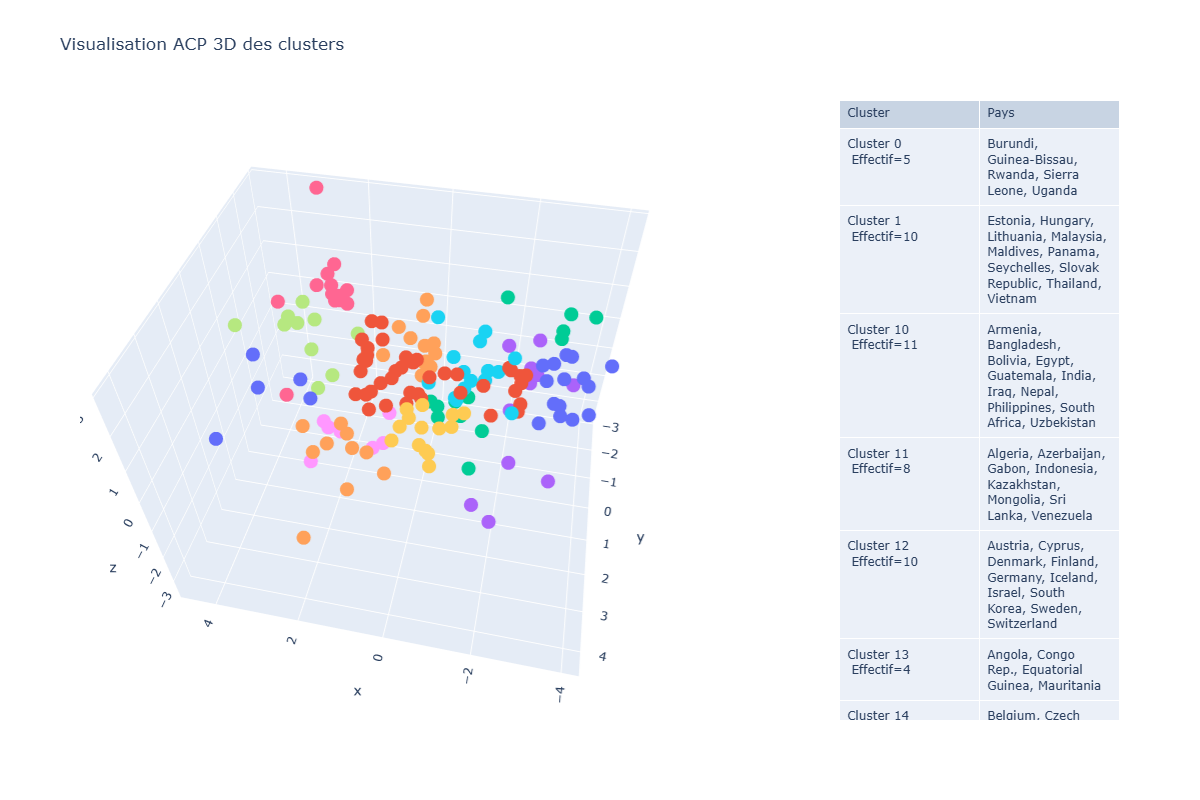 Visualisation ACP 3D des clusters
2
1
0
−1
−2
−3
z
4
2
0
−2
−4
x
−3
−2
−1
0
1
2
3
4
y
Cluster
Pays
Cluster 0
Effectif=5
Burundi,
Guinea-Bissau,
Rwanda, Sierra
Leone, Uganda
Cluster 1
Effectif=10
Estonia, Hungary,
Lithuania, Malaysia,
Maldives, Panama,
Seychelles, Slovak
Republic, Thailand,
Vietnam
Cluster 10
Effectif=11
Armenia,
Bangladesh,
Bolivia, Egypt,
Guatemala, India,
Iraq, Nepal,
Philippines, South
Africa, Uzbekistan
Cluster 11
Effectif=8
Algeria, Azerbaijan,
Gabon, Indonesia,
Kazakhstan,
Mongolia, Sri
Lanka, Venezuela
Cluster 12
Effectif=10
Austria, Cyprus,
Denmark, Finland,
Germany, Iceland,
Israel, South
Korea, Sweden,
Switzerland
Cluster 13
Effectif=4
Angola, Congo
Rep., Equatorial
Guinea, Mauritania
Cluster 14
Belgium, Czech